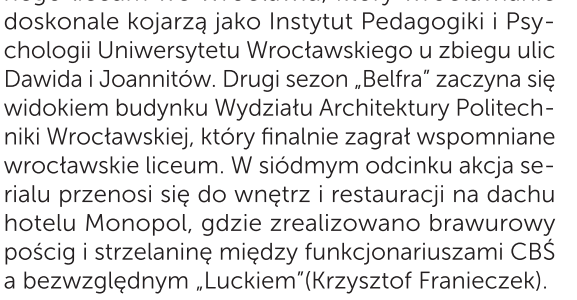 doskonale kojarzą jako Instytut Pedagogiki i Psy-
chologii Uniwersytetu Wrocławskiego u zbiegu ulic
Dawida i Joannitów. Drugi sezon „Belfra” zaczyna się
widokiem budynku Wydziału Architektury Politech-
niki Wrocławskiej, który finalnie zagrał wspomniane
wrocławskie liceum. W siódmym odcinku akcja se-
rialu przenosi się do wnętrz i restauracji na dachu
hotelu Monopol, gdzie zrealizowano brawurowy
pościg i strzelaninę między funkcjonariuszami CBŚ
a bezwzględnym „Luckiem”(Krzysztof Franieczek).